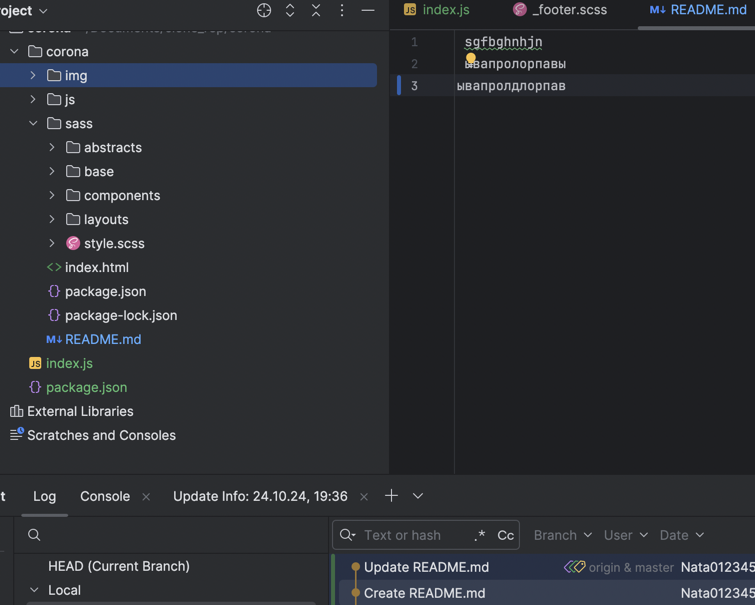 oject
index.js
_footer.scss
README.md
corona
img
js
sass
abstracts
base
components
layouts
style.scss
index.html
package.json
package-lock.json
README.md
index.js
package.json
External Libraries
Scratches and Consoles
1 sgfbghnhjn
2 ывапролорпавы
3 ывапролдлорпав
t
Log
Console
Update Info: 24.10.24, 19:36
Text or hash
.*
Cc
Branch
User
Date
HEAD (Current Branch)
Local
Update README.md origin & master Nata012345
Create README.md Nata012345